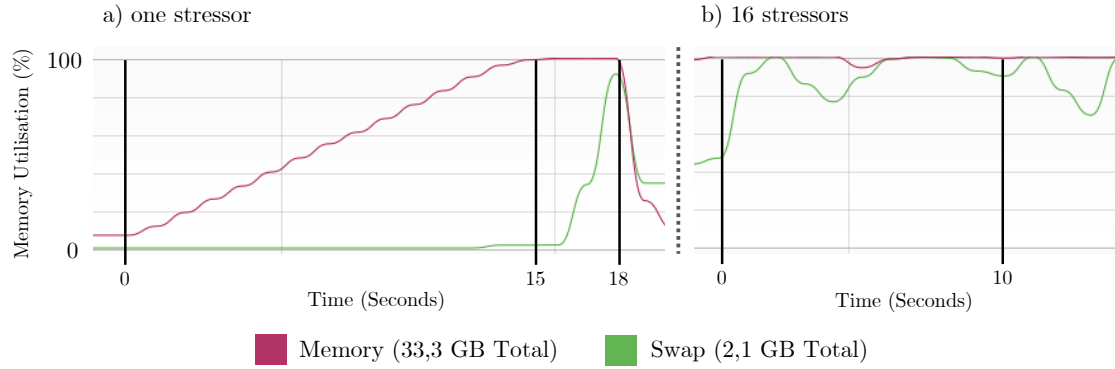 a) one stressor
b) 16 stressors
Memory Utilisation (%)
100
0
0
15
18
Time (Seconds)
0
10
Time (Seconds)
Memory (33,3 GB Total)
Swap (2,1 GB Total)